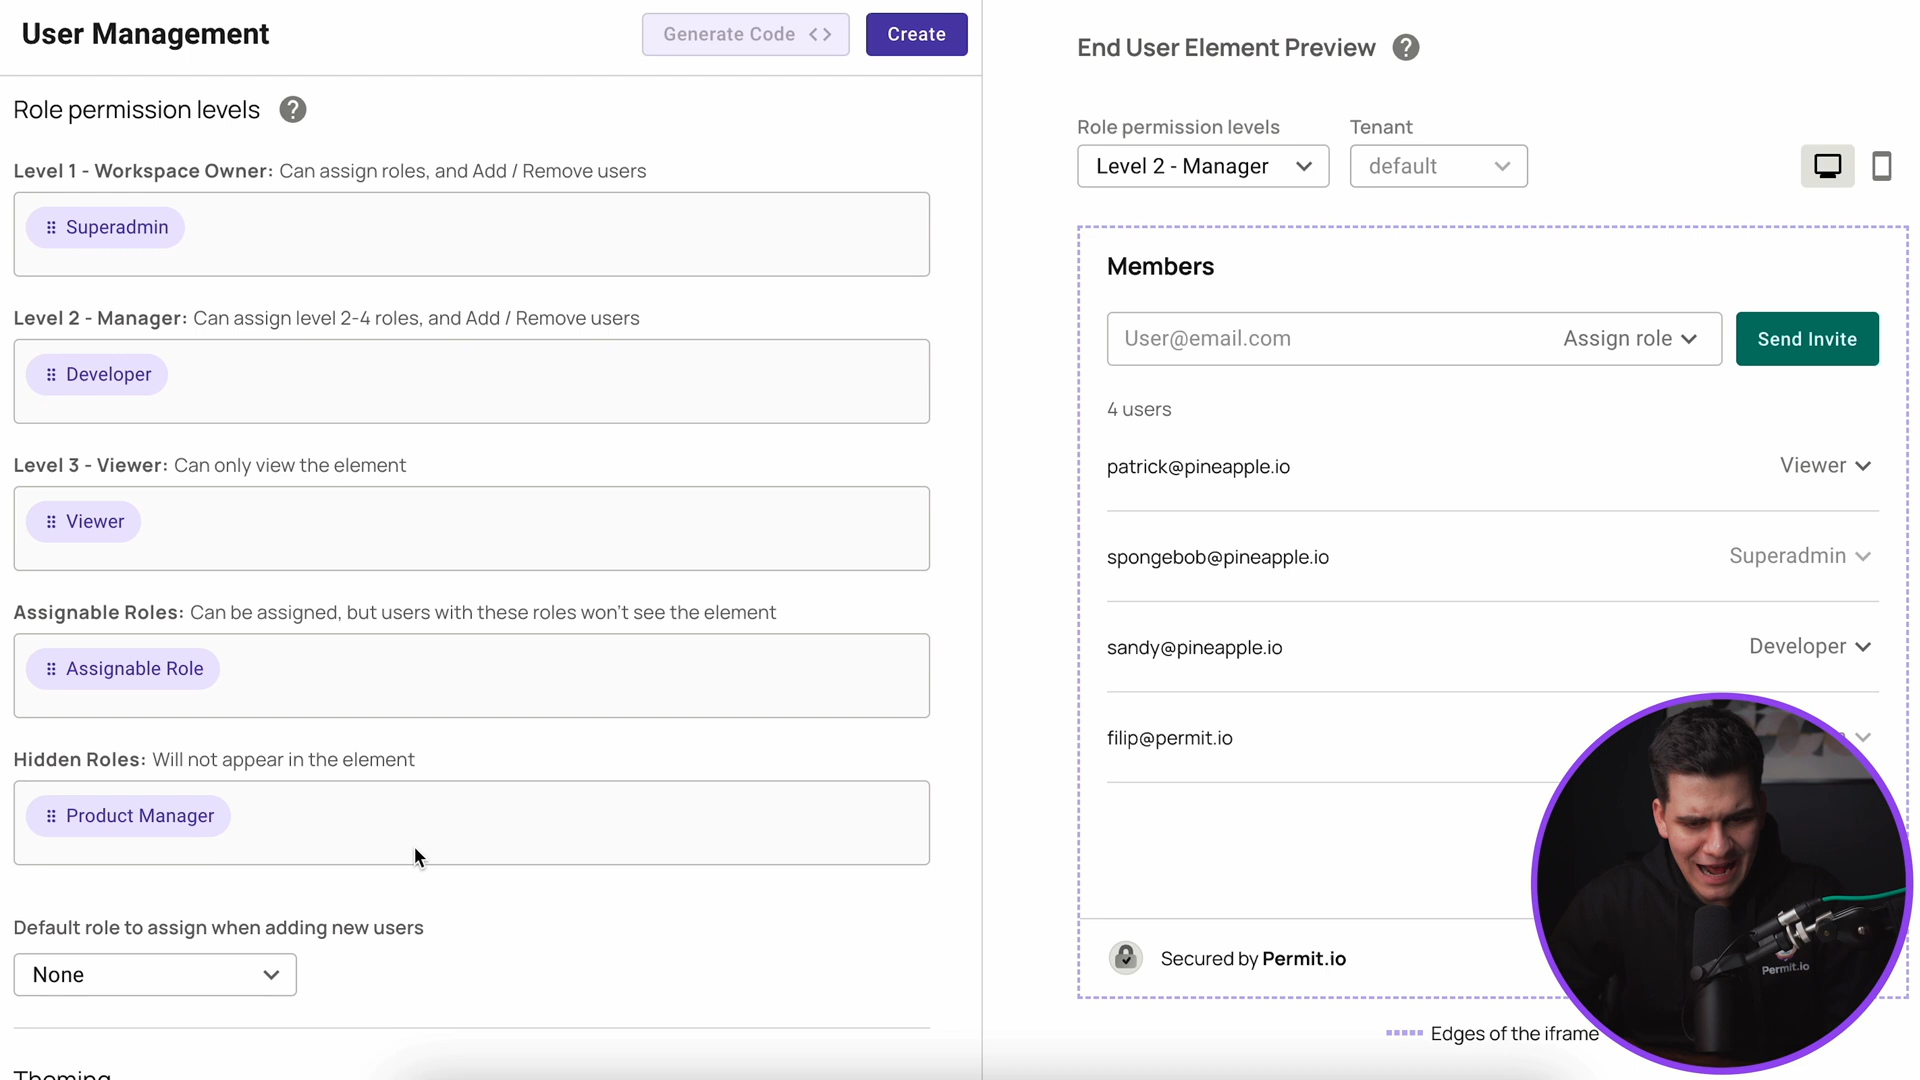 User Management
Generate Code <>
Create
Role permission levels ?
Level 1 - Workspace Owner: Can assign roles, and Add / Remove users
Superadmin
Level 2 - Manager: Can assign level 2-4 roles, and Add / Remove users
Developer
Level 3 - Viewer: Can only view the element
Viewer
Assignable Roles: Can be assigned, but users with these roles won't see the element
Assignable Role
Hidden Roles: Will not appear in the element
Product Manager
Default role to assign when adding new users
None
Theming
End User Element Preview ?
Role permission levels
Tenant
Level 2 - Manager
default
Members
User@email.com
Assign role
Send Invite
4 users
patrick@pineapple.io
Viewer
spongebob@pineapple.io
Superadmin
sandy@pineapple.io
Developer
filip@permit.io
Secured by Permit.io
Permit.io
Edges of the iframe